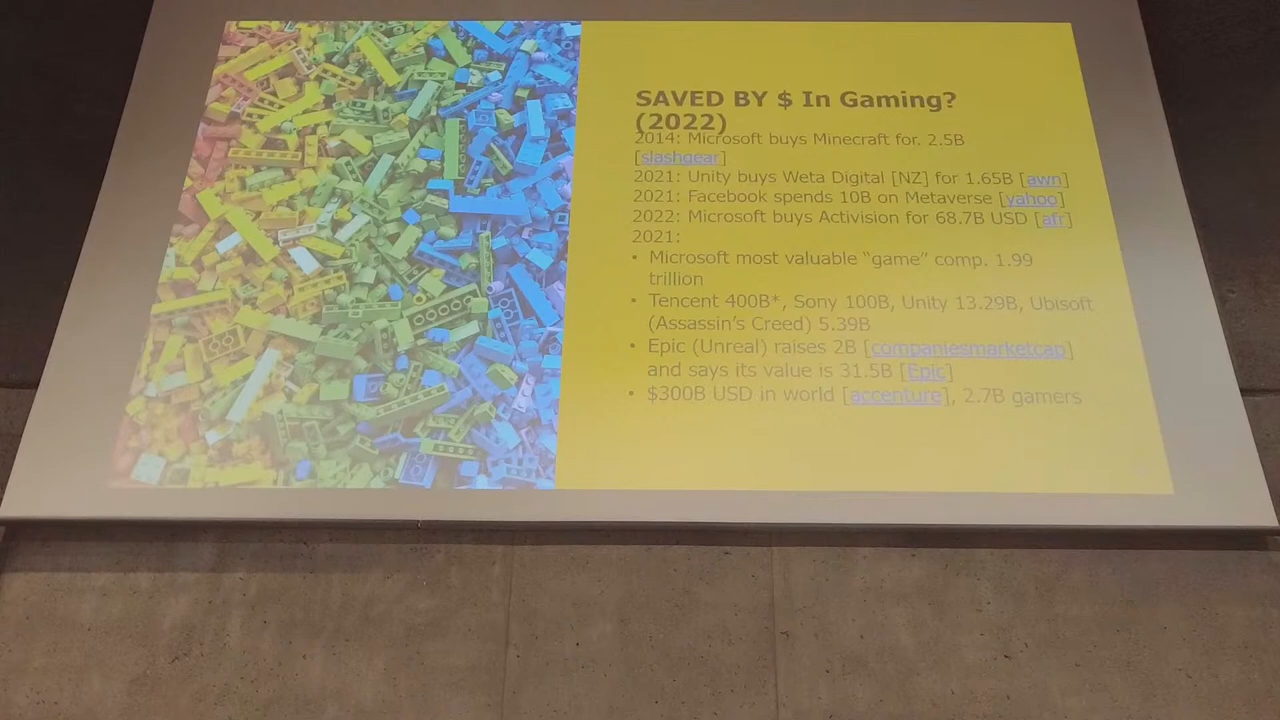 SAVED BY $ In Gaming?
(2022)
2014: Microsoft buys Minecraft for. 2.5B
[slashgear]
2021: Unity buys Weta Digital [NZ] for 1.65B [awn]
2021: Facebook spends 10B on Metaverse [yahoo]
2022: Microsoft buys Activision for 68.7B USD [afr]
2021:
• Microsoft most valuable “game” comp. 1.99
trillion
• Tencent 400B*, Sony 100B, Unity 13.29B, Ubisoft
(Assassin’s Creed) 5.39B
• Epic (Unreal) raises 2B [companiesmarketcap]
and says its value is 31.5B [Epic]
• $300B USD in world [accenture], 2.7B gamers